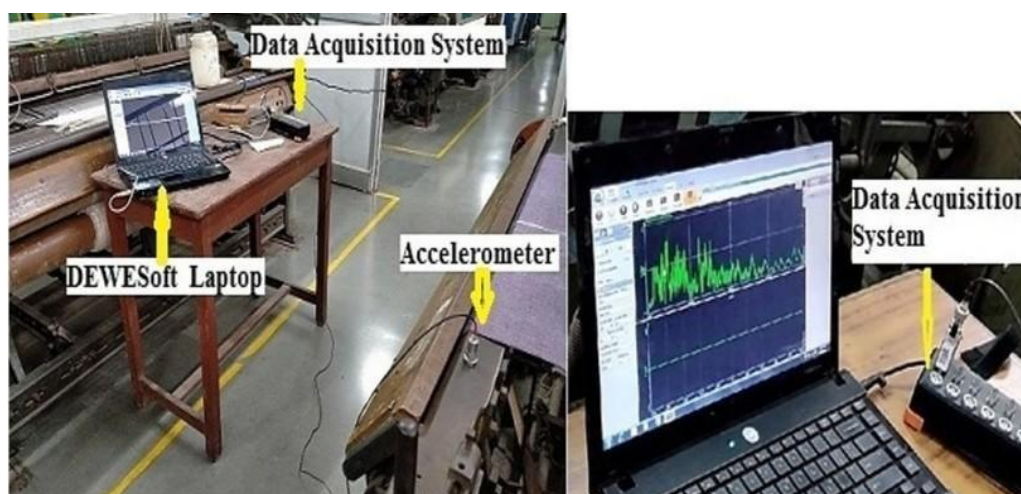 Data Acquisition System
DEWESoft Laptop
Accelerometer
Data Acquisition
System